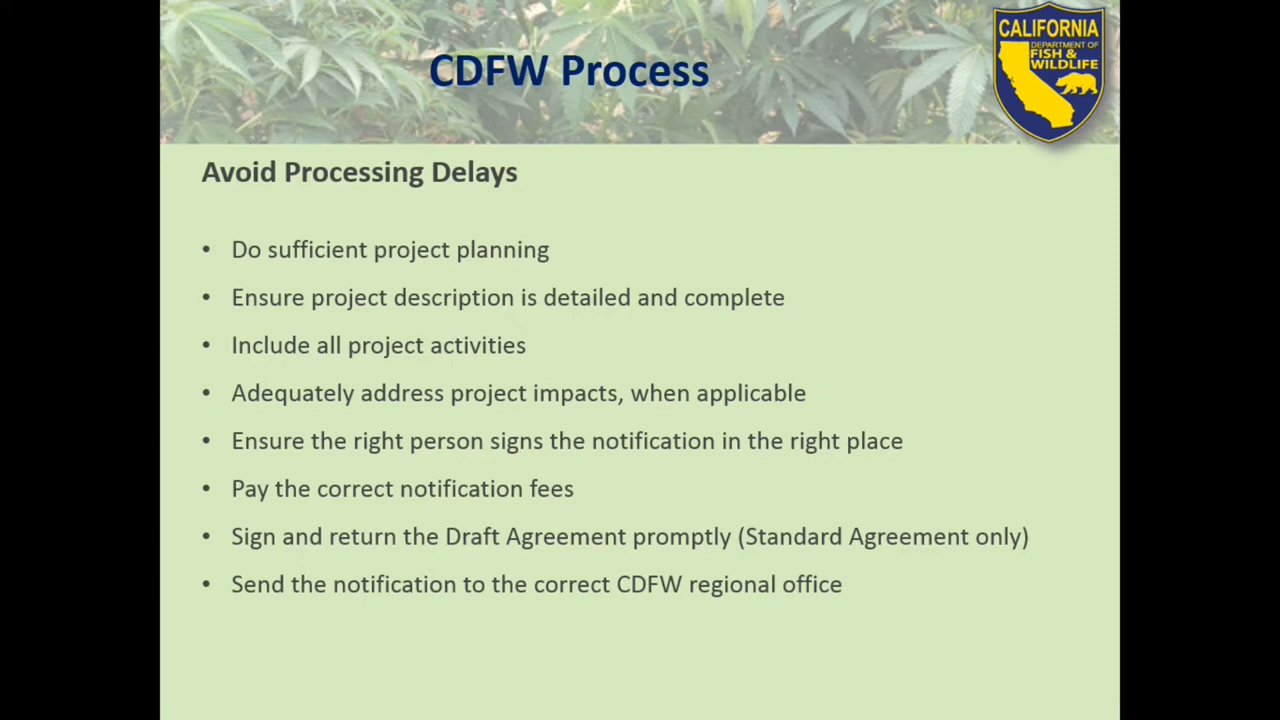 CDFW Process
CALIFORNIA
DEPARTMENT OF
FISH &
WILDLIFE
Avoid Processing Delays
• Do sufficient project planning
• Ensure project description is detailed and complete
• Include all project activities
• Adequately address project impacts, when applicable
• Ensure the right person signs the notification in the right place
• Pay the correct notification fees
• Sign and return the Draft Agreement promptly (Standard Agreement only)
• Send the notification to the correct CDFW regional office